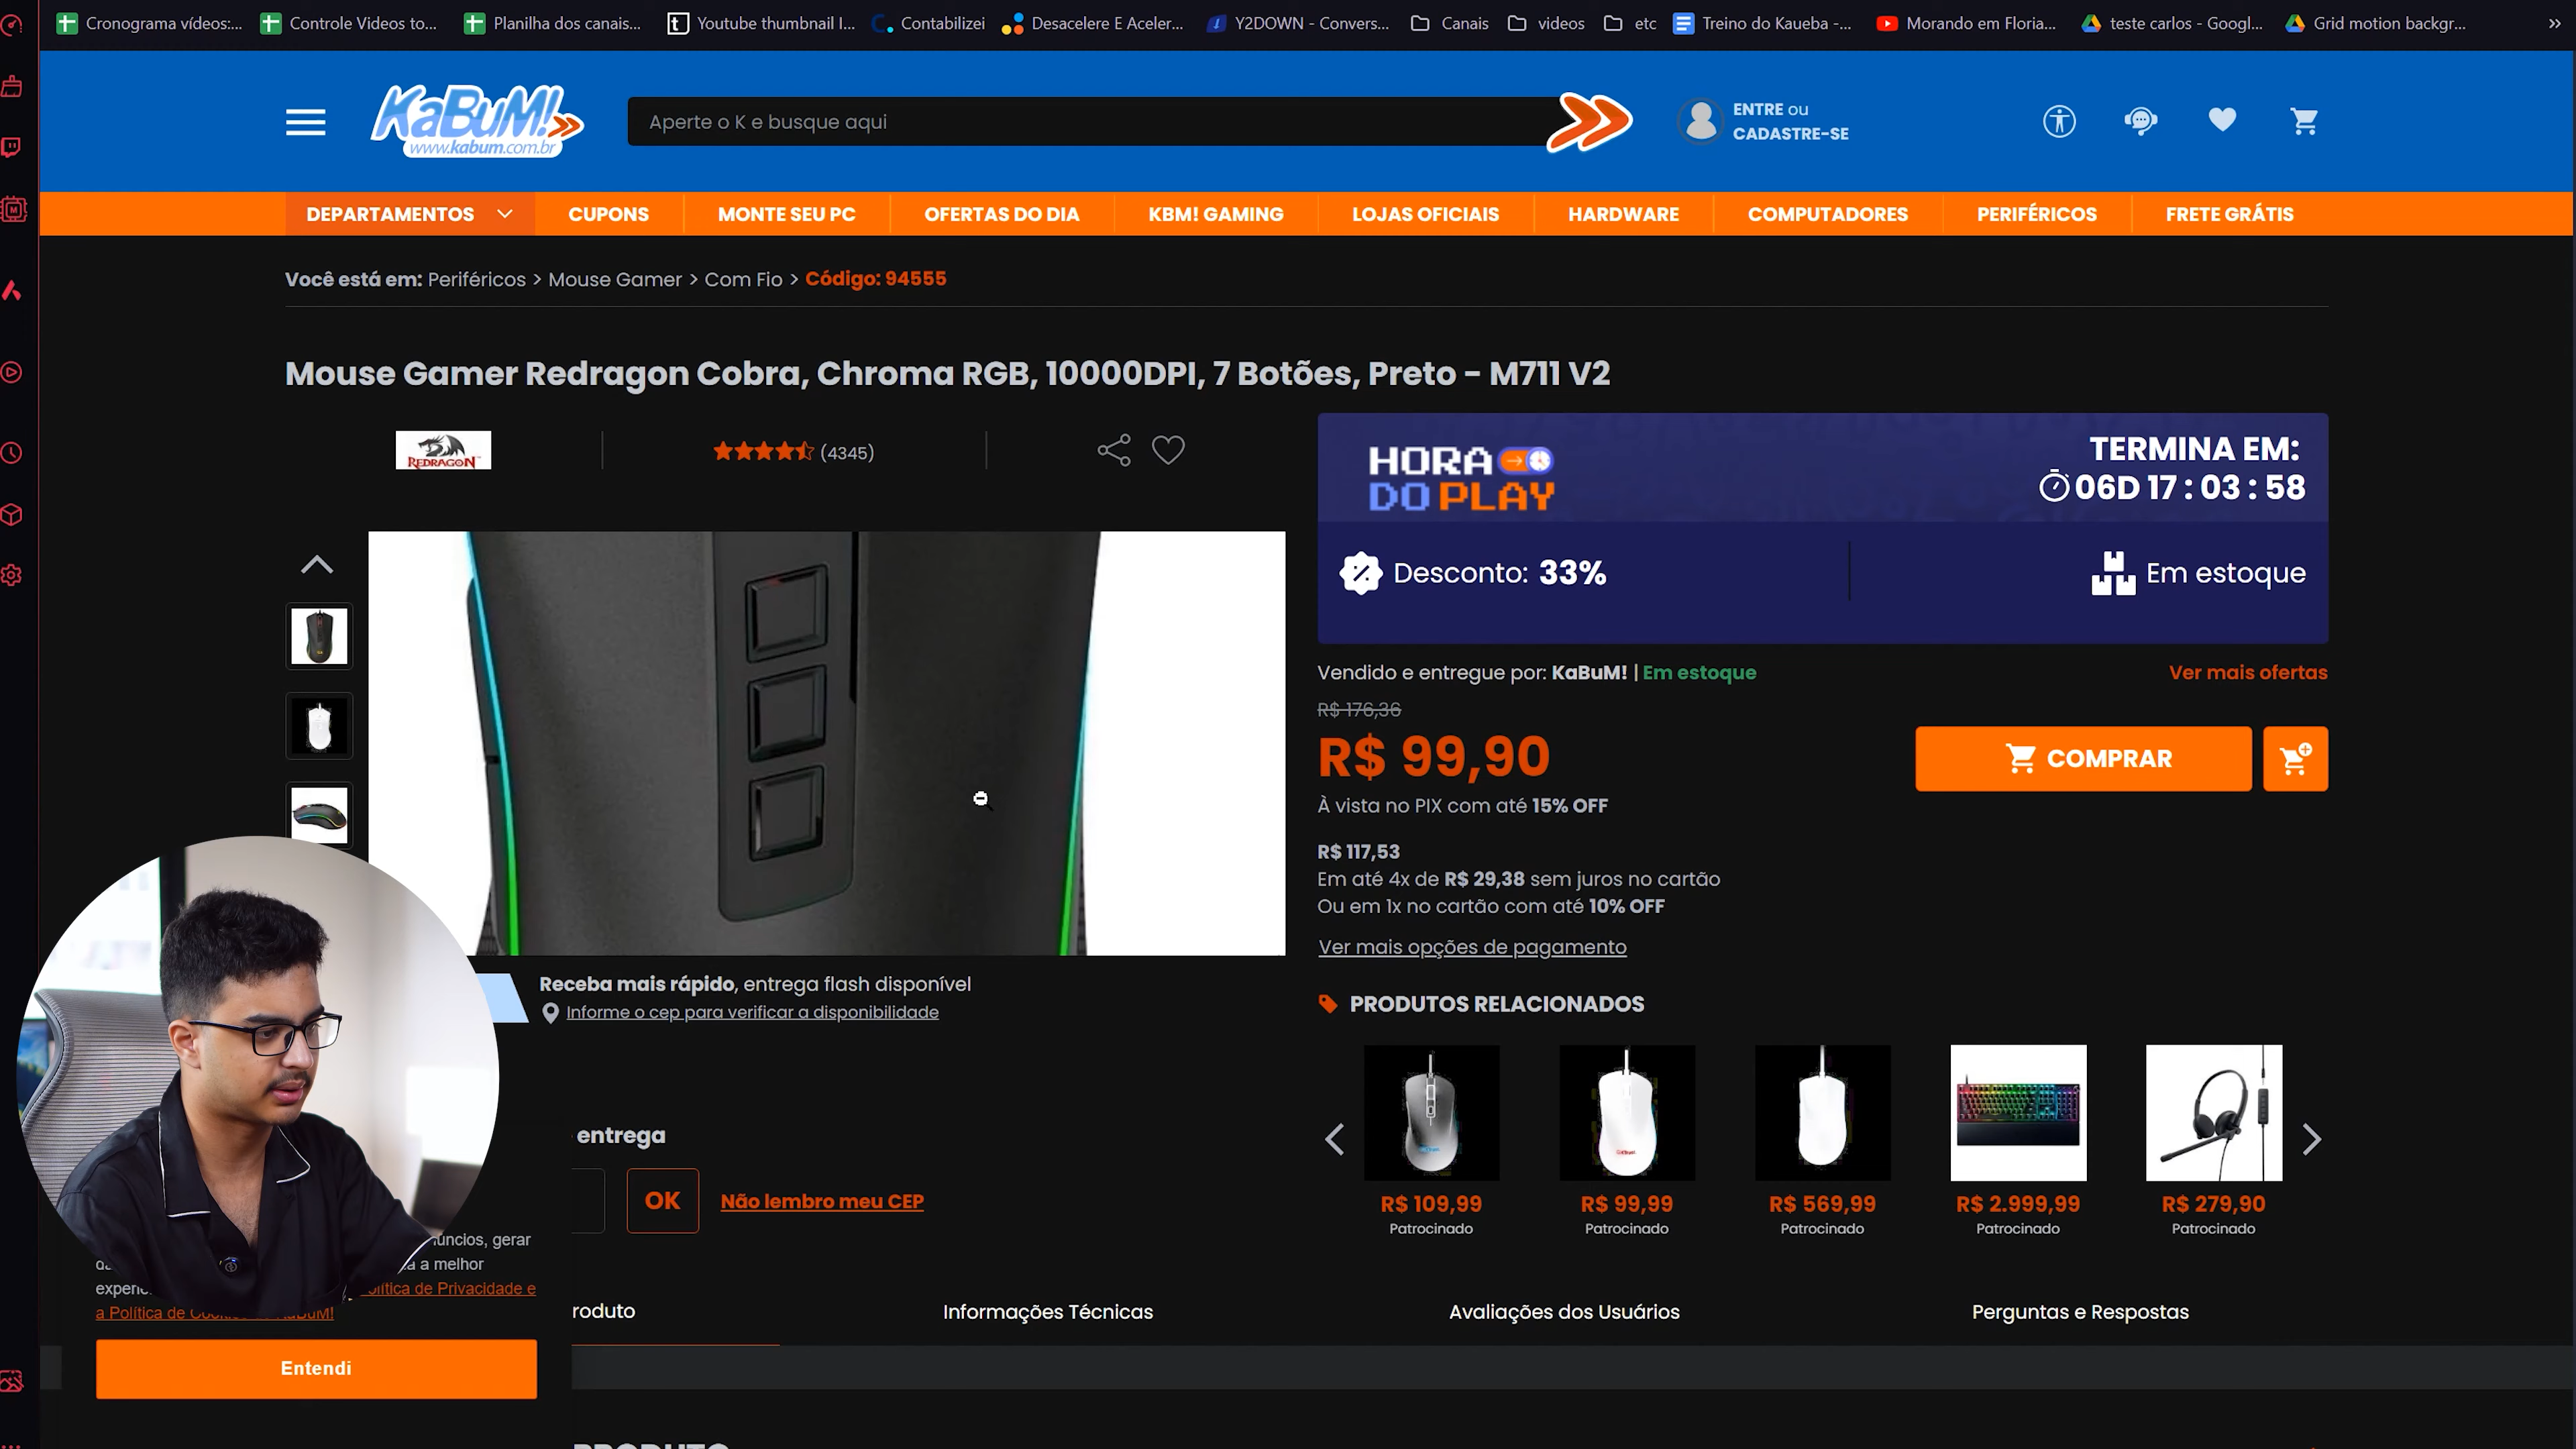 Cronograma vídeos:...
Controle Videos to...
Planilha dos canais...
Youtube thumbnail I...
Contabilizei
Desacelere E Aceler...
Y2DOWN - Convers...
Canais
videos
etc
Treino do Kaueba -...
Morando em Floria...
teste carlos - Googl...
Grid motion backgr...
KaBuM!
www.kabum.com.br
Aperte o K e busque aqui
ENTRE ou
CADASTRE-SE
DEPARTAMENTOS
CUPONS
MONTE SEU PC
OFERTAS DO DIA
KBM! GAMING
LOJAS OFICIAIS
HARDWARE
COMPUTADORES
PERIFÉRICOS
FRETE GRÁTIS
Você está em: Periféricos > Mouse Gamer > Com Fio > Código: 94555
Mouse Gamer Redragon Cobra, Chroma RGB, 10000DPI, 7 Botões, Preto - M711 V2
REDRAGON
(4345)
HORA
DO PLAY
TERMINA EM:
06D 17 : 03 : 58
Desconto: 33%
Em estoque
Vendido e entregue por: KaBuM! | Em estoque
Ver mais ofertas
R$ 176,36
R$ 99,90
COMPRAR
À vista no PIX com até 15% OFF
R$ 117,53
Em até 4x de R$ 29,38 sem juros no cartão
Ou em 1x no cartão com até 10% OFF
Ver mais opções de pagamento
Receba mais rápido, entrega flash disponível
Informe o cep para verificar a disponibilidade
PRODUTOS RELACIONADOS
R$ 109,99
Patrocinado
R$ 99,99
Patrocinado
R$ 569,99
Patrocinado
R$ 2.999,99
Patrocinado
R$ 279,90
Patrocinado
entrega
OK
Não lembro meu CEP
gerar
a melhor
Política de Privacidade e
a Política de
KaBuM!
Entendi
Informações Técnicas
Avaliações dos Usuários
Perguntas e Respostas
PRODUTO